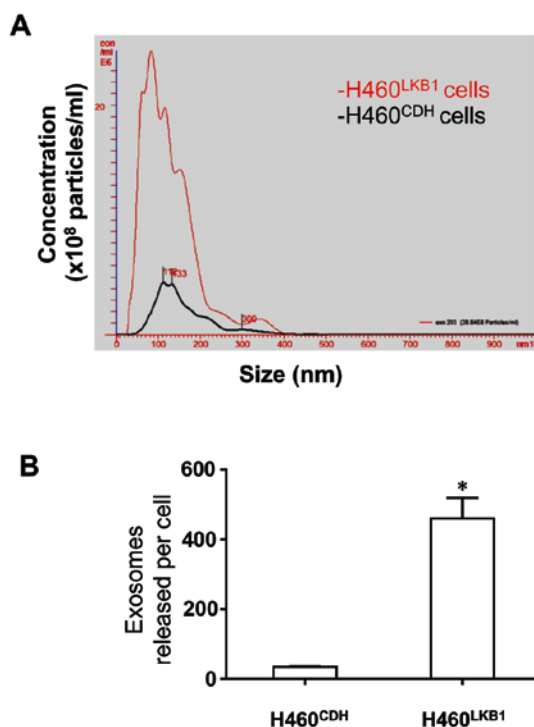 A
con
/ml
E6
20
Concentration
(x10⁸ particles/ml)
-H460ᴸᴷᴮ¹ cells
-H460ᶜᴰᴴ cells
300
0 100 200 300 400 500 600 700 800 900
Size (nm)
B
Exosomes
released per cell
600
400
200
0
*
H460ᶜᴰᴴ H460ᴸᴷᴮ¹